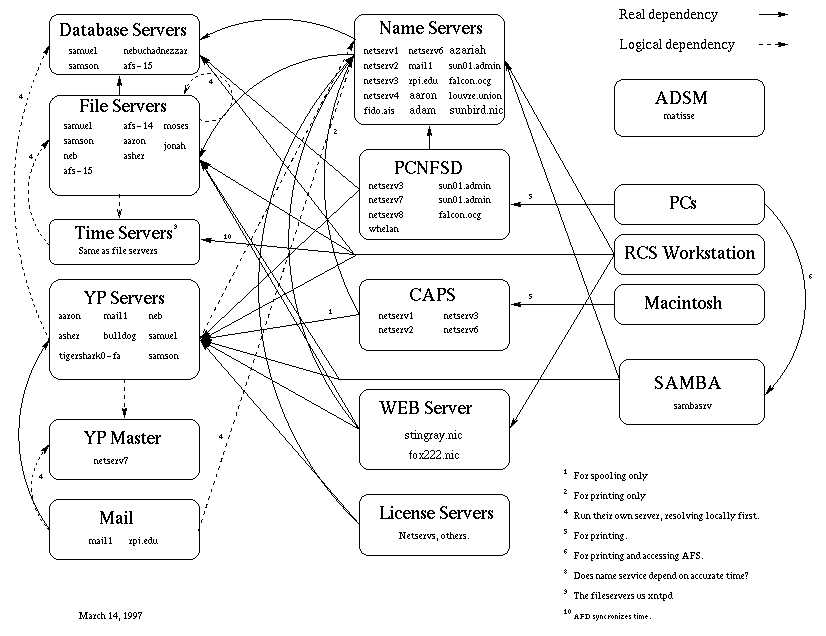 Database Servers
samuel nebuchadnezzar
samson afs-15
File Servers
samuel afs-14 moses
samson aaron jonah
neb asher
afs-15
Time Servers 3
Same as file servers
YP Servers
aaron mail1 neb
asher bulldog samuel
tigershark0-fa samson
YP Master
netserv7
Mail
mail1 rpi.edu
March 14, 1997
Name Servers
netserv1 netserv6 azariah
netserv2 mail1 sun01.admin
netserv3 rpi.edu falcon.ocg
netserv4 aaron louvre.union
fido.ais adam sunbird.nic
PCNFSD
netserv3 sun01.admin
netserv7 sun01.admin
netserv8 falcon.ocg
whelan
CAPS
netserv1 netserv3
netserv2 netserv6
WEB Server
stingray.nic
fox222.nic
License Servers
Netservs, others.
Real dependency
Logical dependency
ADSM
matisse
PCs
RCS Workstation
Macintosh
SAMBA
sambasrv
4
4
4
2
10
1
5
5
6
4
4
1 For spooling only
2 For printing only
4 Run their own server, resolving locally first.
5 For printing.
6 For printing and accessing AFS.
8 Does name service depend on accurate time?
9 The fileservers us xntpd
10 AFD syncronizes time.